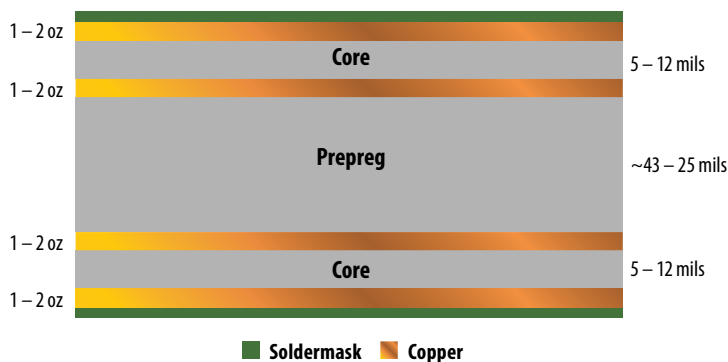 1 – 2 oz
Core
5 – 12 mils
1 – 2 oz
Prepreg
~43 – 25 mils
1 – 2 oz
Core
5 – 12 mils
1 – 2 oz
Soldermask Copper